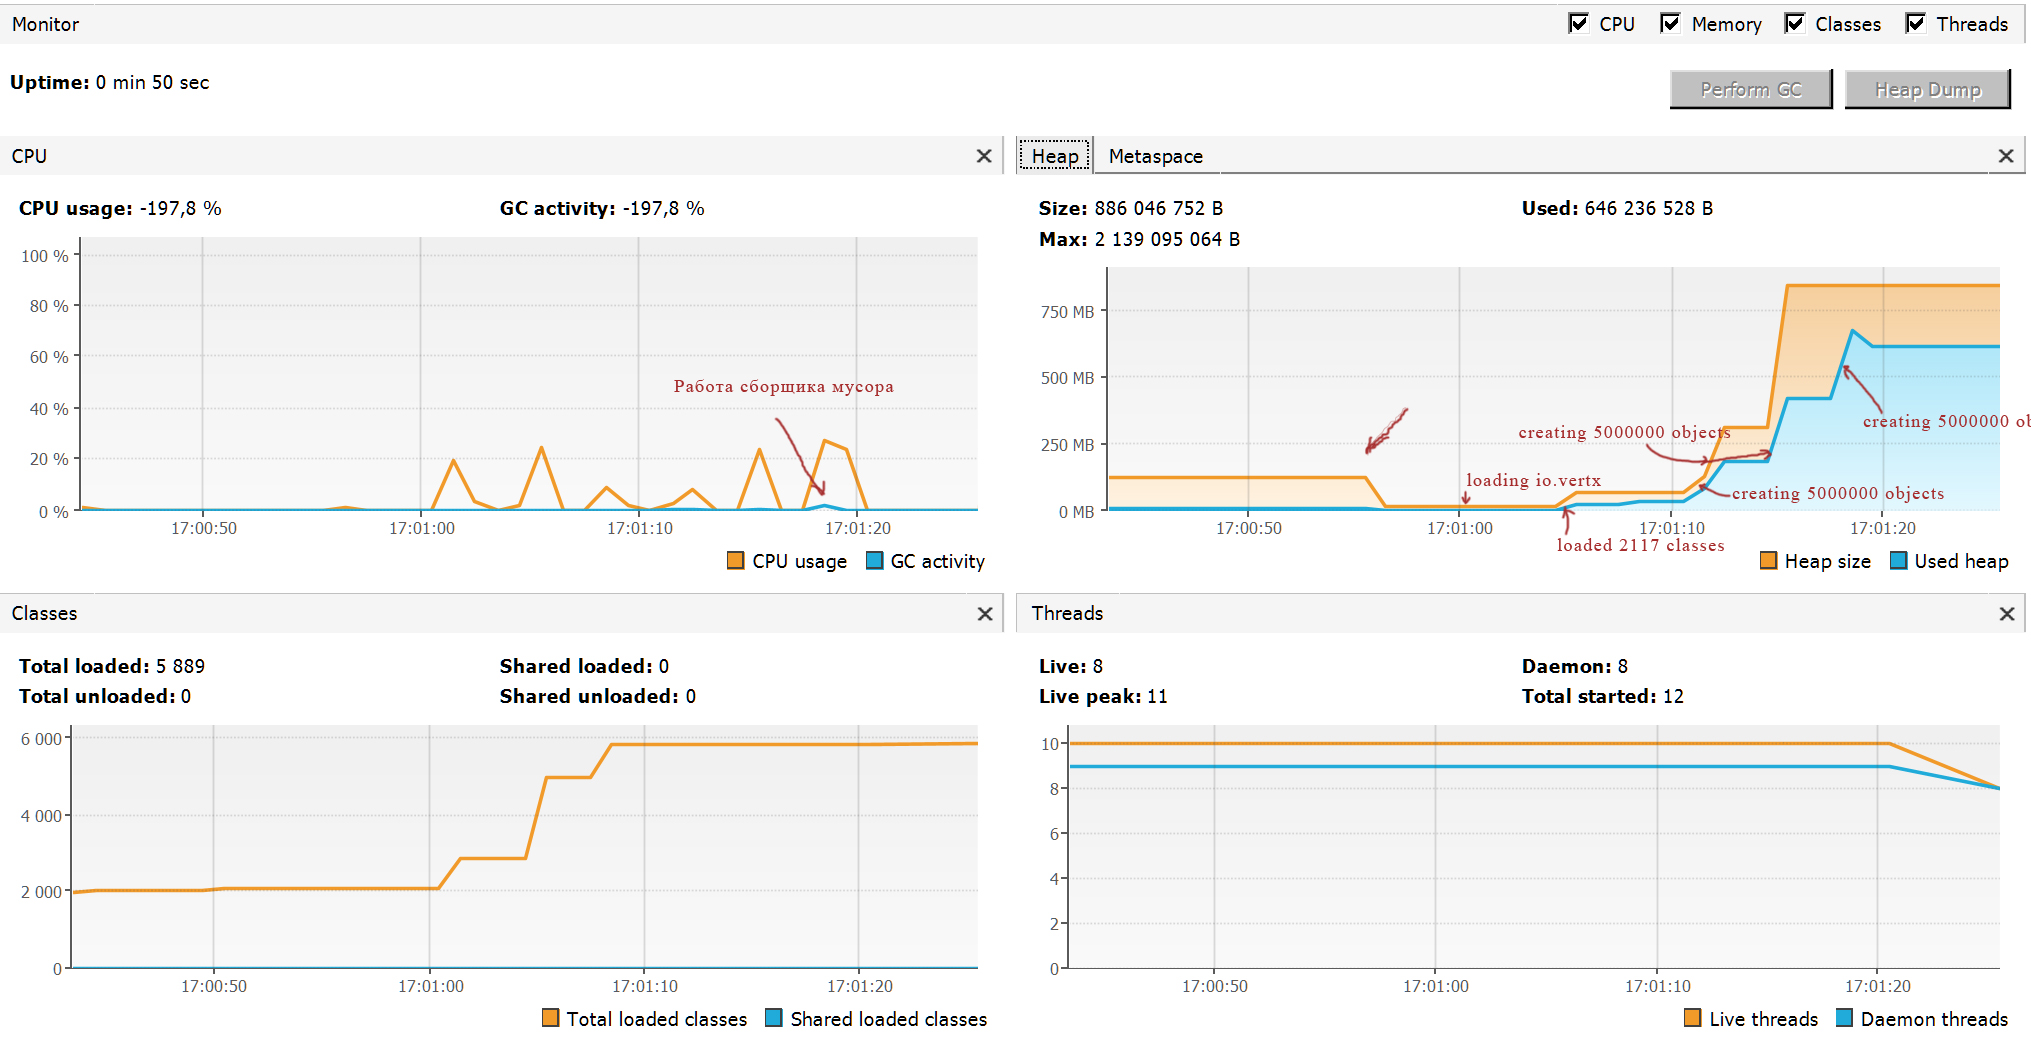 Monitor
CPU Memory Classes Threads
Uptime: 0 min 50 sec
Perform GC Heap Dump
CPU
CPU usage: -197,8 % GC activity: -197,8 %
100 %
80 %
60 %
40 %
20 %
0 %
Работа сборщика мусора
17:00:50 17:01:00 17:01:10 17:01:20
CPU usage GC activity
Heap Metaspace
Size: 886 046 752 B Used: 646 236 528 B
Max: 2 139 095 064 B
750 MB
500 MB
250 MB
0 MB
creating 5000000 ob
creating 5000000 objects
loading io.vertx
creating 5000000 objects
17:00:50 17:01:00 17:01:10 17:01:20
loaded 2117 classes
Heap size Used heap
Classes
Total loaded: 5 889 Shared loaded: 0
Total unloaded: 0 Shared unloaded: 0
6 000
4 000
2 000
0
17:00:50 17:01:00 17:01:10 17:01:20
Total loaded classes Shared loaded classes
Threads
Live: 8 Daemon: 8
Live peak: 11 Total started: 12
10
8
6
4
2
0
17:00:50 17:01:00 17:01:10 17:01:20
Live threads Daemon threads